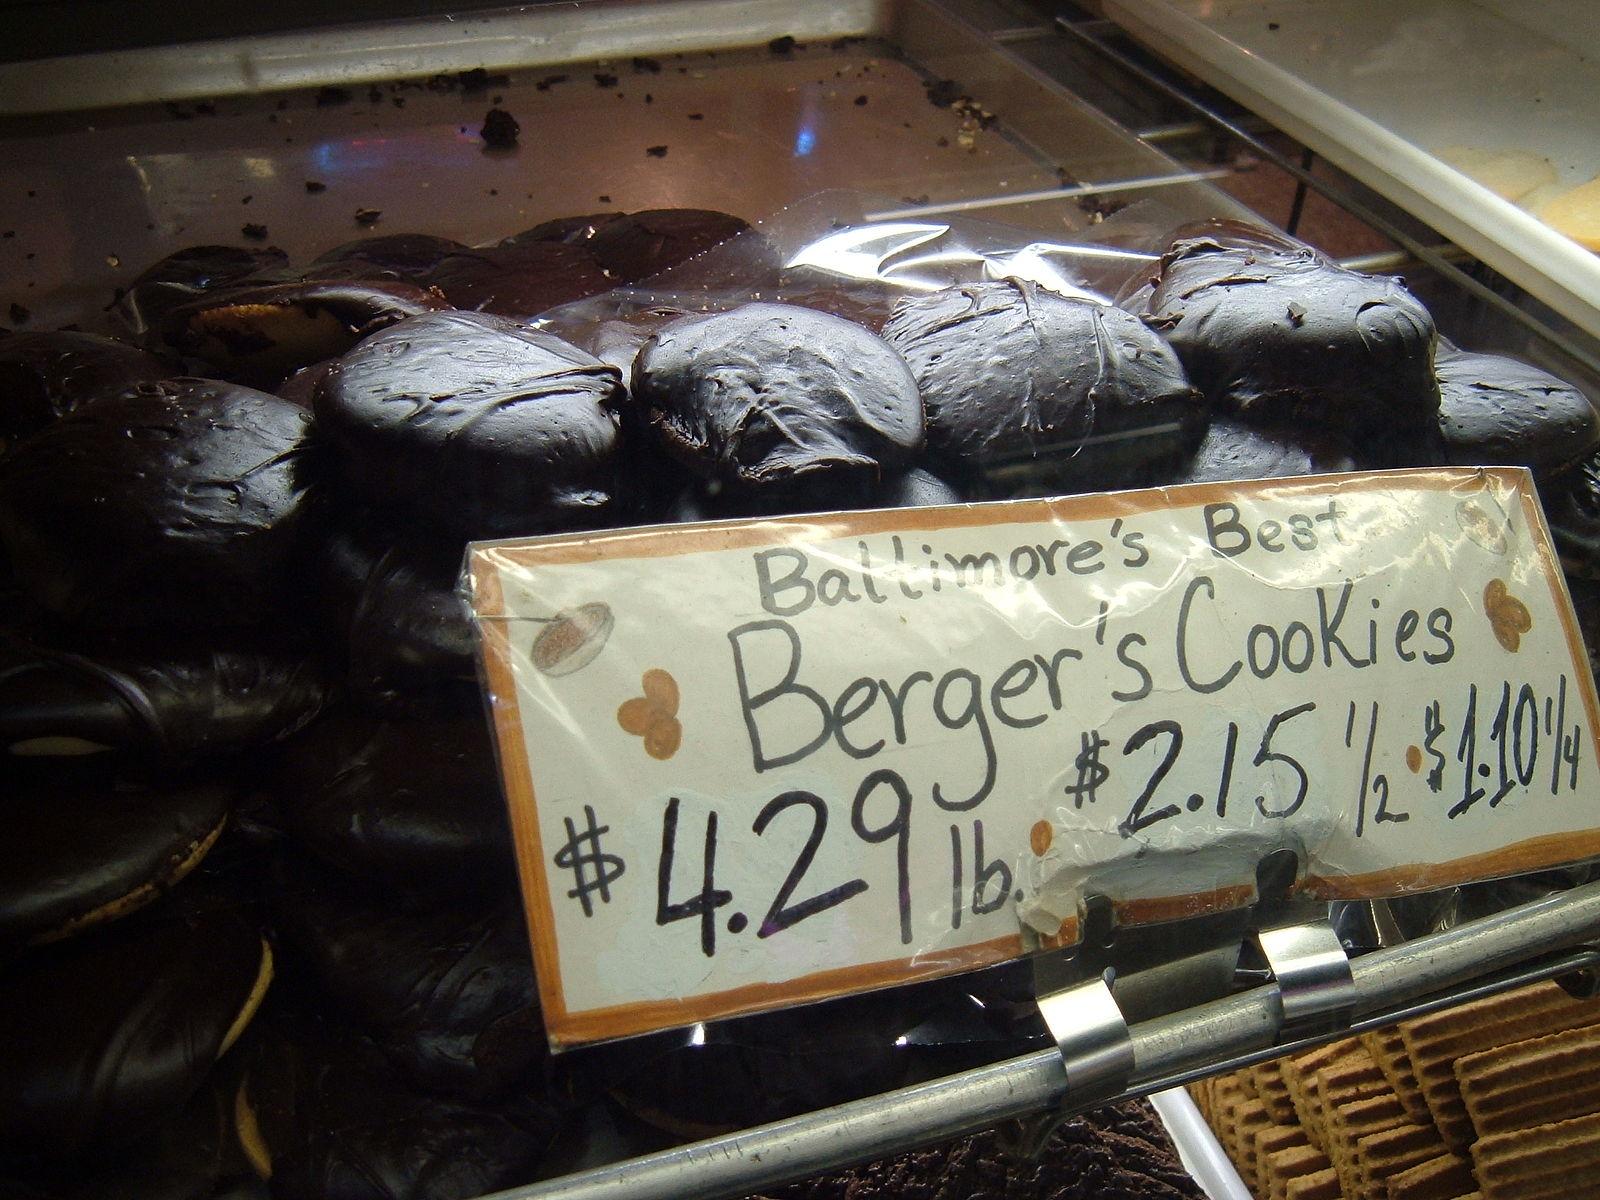 Baltimore's Best
Berger's Cookies
$4.29 lb. $2.15 1/2 $1.10 1/4